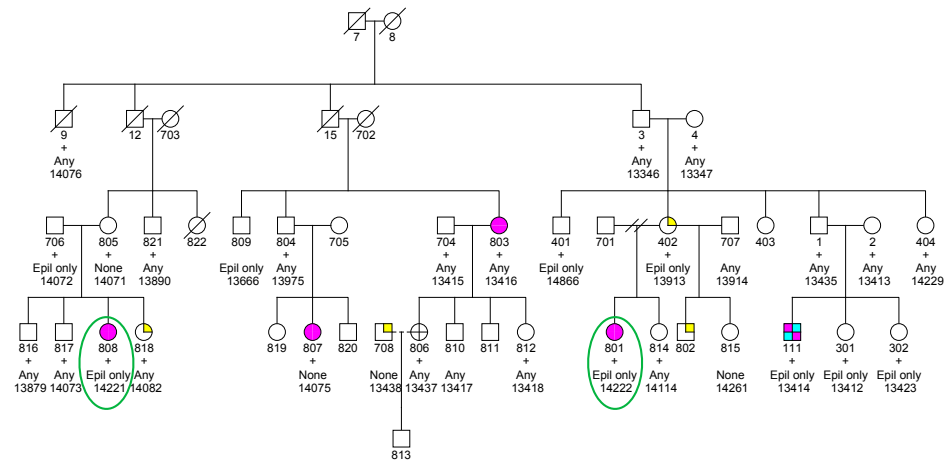 7 8
9 12 703 15 702 3 4
+ + +
Any Any Any
14076 13346 13347
706 805 821 822 809 804 705 704 803 401 701 402 707 403 1 2 404
+ + + + + + + + + + +
Epil only None Any Epil only Any Any Any Epil only Epil only Any Any Any Any
14072 14071 13890 13666 13975 13415 13416 14866 13913 13914 13435 13413 14229
816 817 808 818 819 807 820 708 806 810 811 812 801 814 802 815 111 301 302
+ + + + + + + + + + + + +
Any Any Epil only Any None None Any Any Any Epil only Any None Epil only Epil only Epil only
13879 14073 14221 14082 14075 13438 13437 13417 13418 14222 14114 14261 13414 13412 13423
813